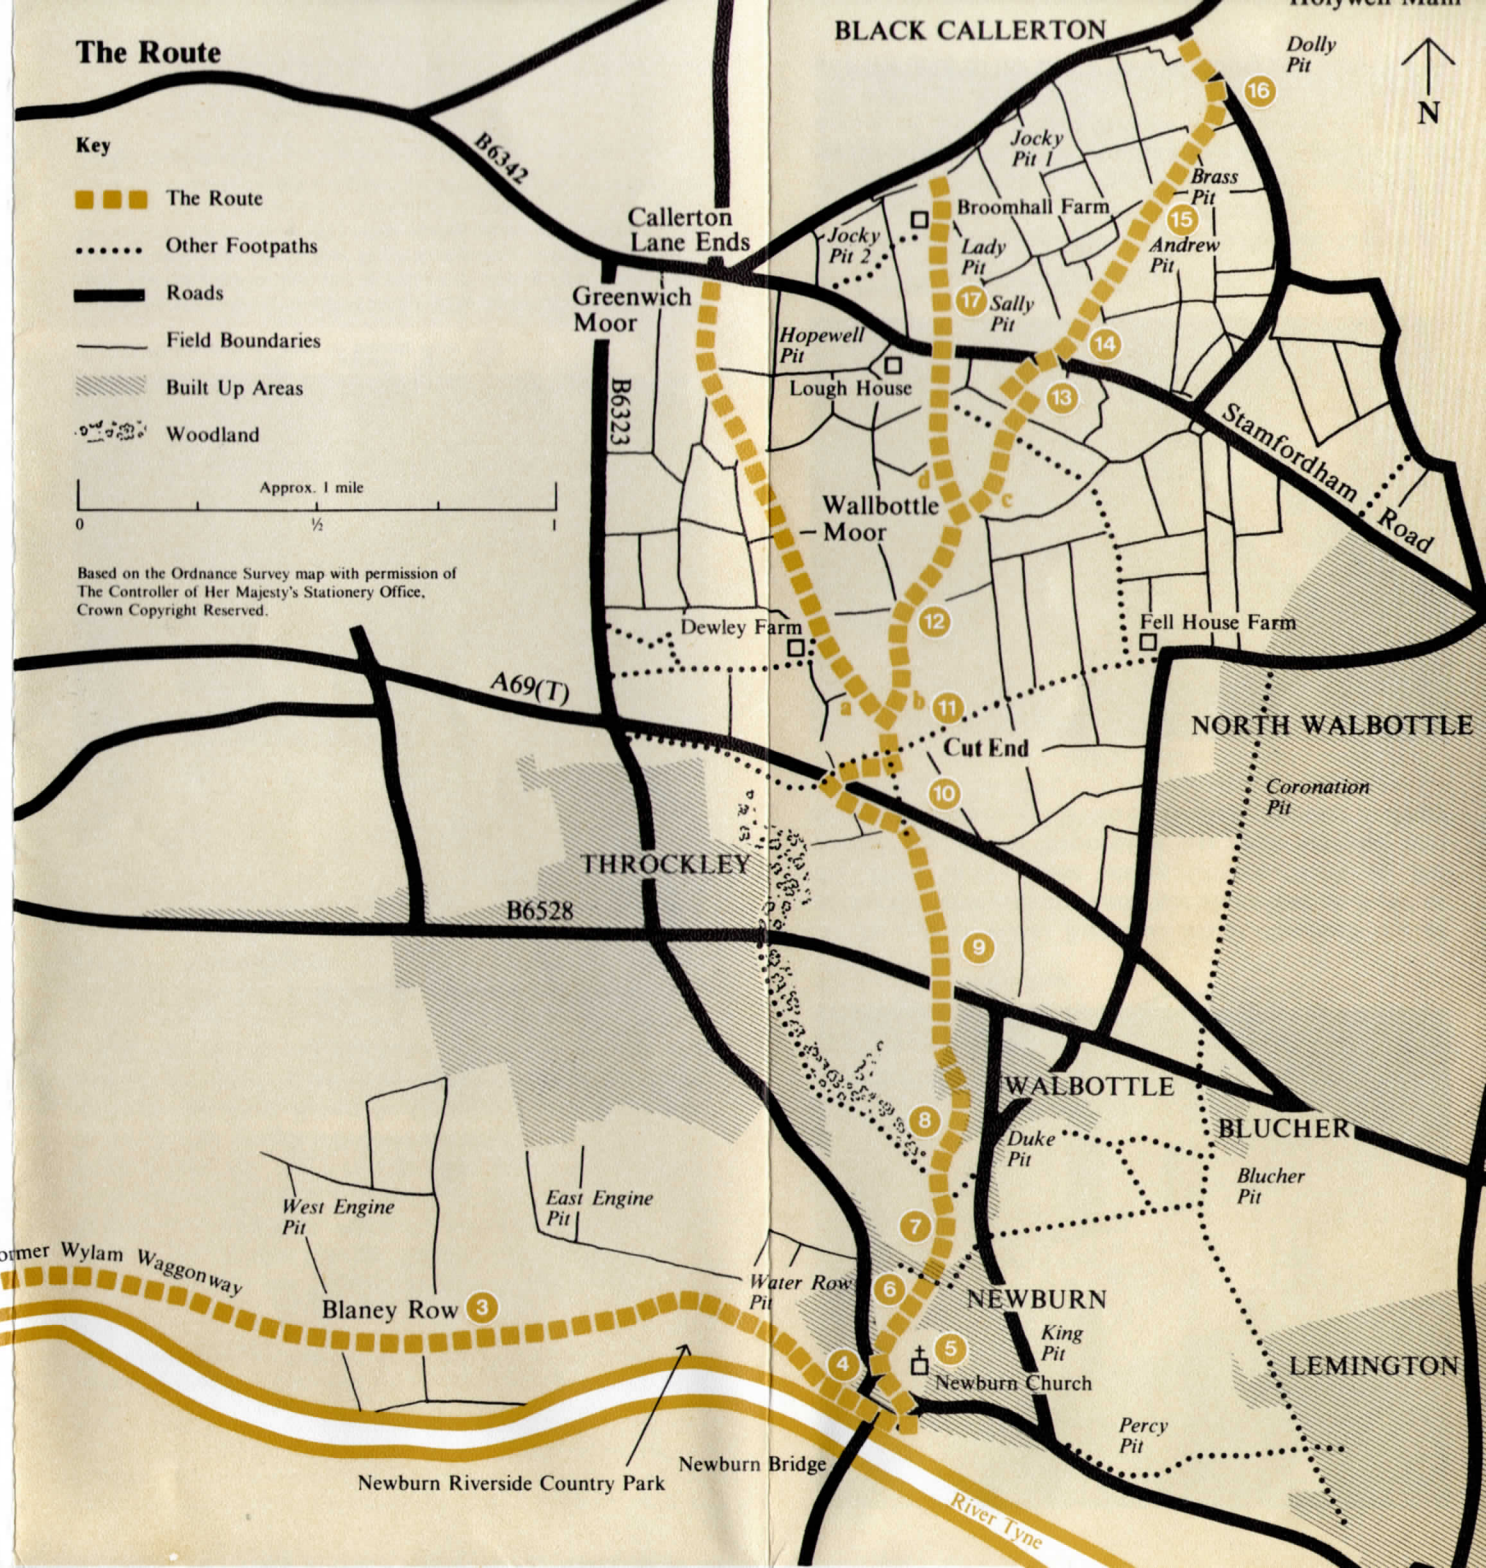 The Route
Key
The Route
Other Footpaths
Roads
Field Boundaries
Built Up Areas
Woodland
Approx. 1 mile
0
½
1
Based on the Ordnance Survey map with permission of
The Controller of Her Majesty's Stationery Office,
Crown Copyright Reserved.
BLACK CALLERTON
Dolly
Pit
N
16
B6342
Jocky
Pit 1
Brass
Pit
15
Andrew
Pit
Callerton
Lane Ends
Broomhall Farm
Jocky
Pit 2
Lady
Pit
17
Sally
Pit
14
Greenwich
Moor
Hopewell
Pit
Lough House
13
B6323
Stamfordham
Road
d
c
Wallbottle
Moor
12
Dewley Farm
Fell House Farm
a
b
11
A69(T)
Cut End
NORTH WALBOTTLE
10
Coronation
Pit
THROCKLEY
B6528
9
WALBOTTLE
8
BLUCHER
Duke
Pit
Blucher
Pit
West Engine
Pit
East Engine
Pit
7
Wylam Waggonway
Water Row
Pit
6
Blaney Row
3
NEWBURN
King
Pit
5
4
LEMINGTON
Newburn Church
Percy
Pit
Newburn Bridge
Newburn Riverside Country Park
River Tyne